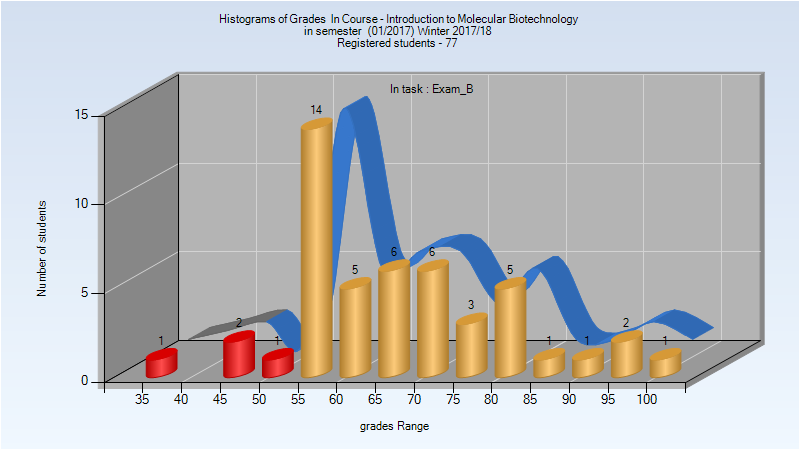 Histograms of Grades In Course - Introduction to Molecular Biotechnology
in semester (01/2017) Winter 2017/18
Registered students - 77
In task : Exam_B
15
10
5
0
Number of students
1
2
1
14
5
6
6
3
5
1
1
2
1
35 40 45 50 55 60 65 70 75 80 85 90 95 100
grades Range